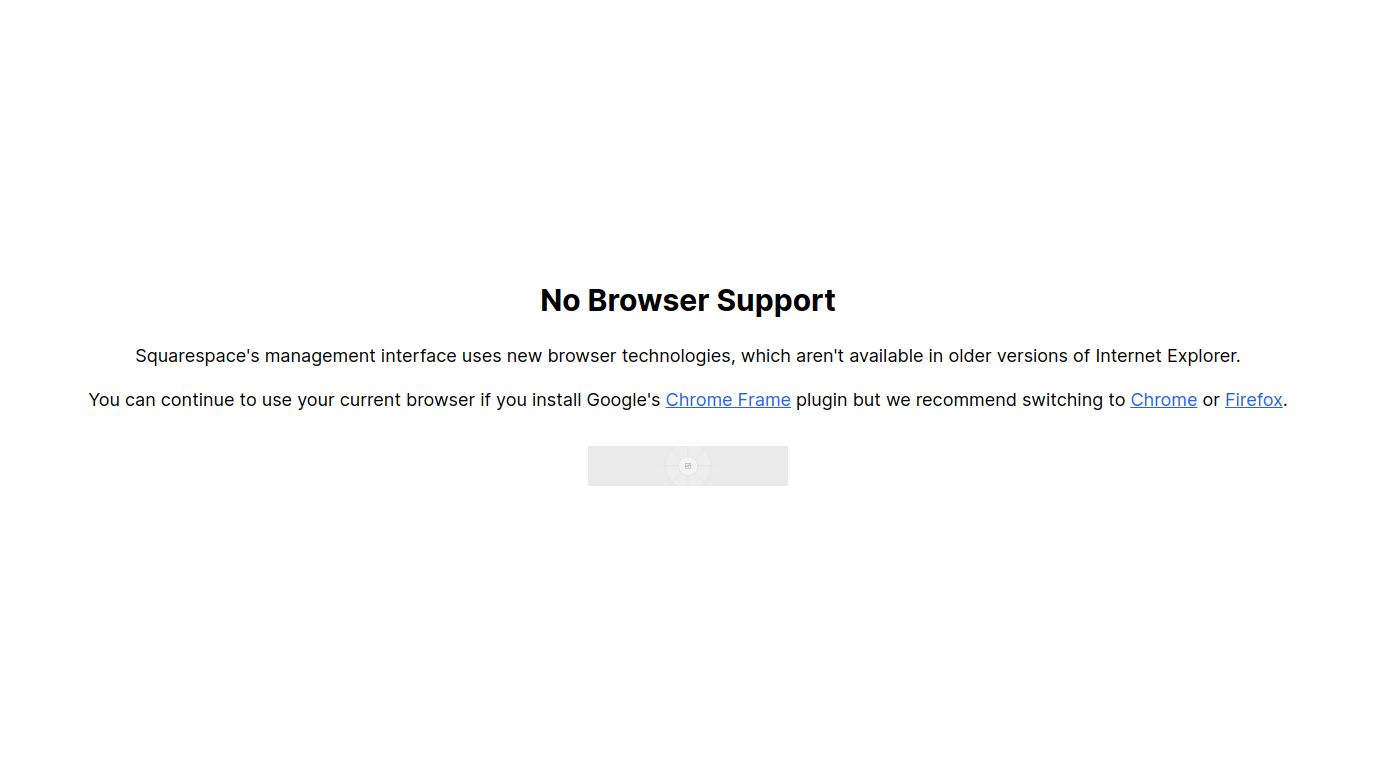 No Browser Support
Squarespace's management interface uses new browser technologies, which aren't available in older versions of Internet Explorer.
You can continue to use your current browser if you install Google's Chrome Frame plugin but we recommend switching to Chrome or Firefox.